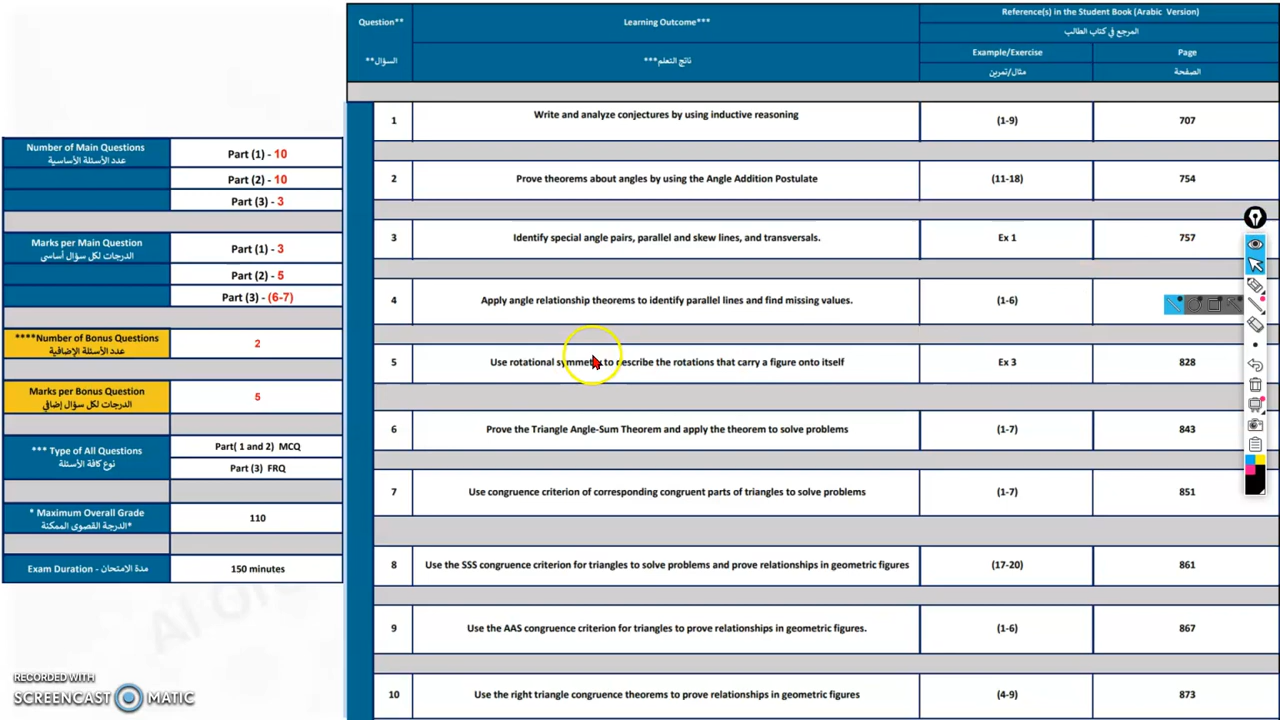 Number of Main Questions
عدد الأسئلة الأساسية
Part (1) - 10
Part (2) - 10
Part (3) - 3
Marks per Main Question
الدرجات لكل سؤال أساسي
Part (1) - 3
Part (2) - 5
Part (3) - (6-7)
****Number of Bonus Questions
عدد الأسئلة الإضافية
2
Marks per Bonus Question
الدرجات لكل سؤال إضافي
5
*** Type of All Questions
نوع كافة الأسئلة
Part( 1 and 2) MCQ
Part (3) FRQ
* Maximum Overall Grade
*الدرجة القصوى الممكنة
110
Exam Duration - مدة الامتحان
150 minutes
RECORDED WITH
SCREENCAST MATIC
Question**
**السؤال
Learning Outcome***
***ناتج التعلم
Reference(s) in the Student Book (Arabic Version)
المرجع في كتاب الطالب
Example/Exercise
مثال/تمرين
Page
الصفحة
1 Write and analyze conjectures by using inductive reasoning (1-9) 707
2 Prove theorems about angles by using the Angle Addition Postulate (11-18) 754
3 Identify special angle pairs, parallel and skew lines, and transversals. Ex 1 757
4 Apply angle relationship theorems to identify parallel lines and find missing values. (1-6)
5 Use rotational symmetry to describe the rotations that carry a figure onto itself Ex 3 828
6 Prove the Triangle Angle-Sum Theorem and apply the theorem to solve problems (1-7) 843
7 Use congruence criterion of corresponding congruent parts of triangles to solve problems (1-7) 851
8 Use the SSS congruence criterion for triangles to solve problems and prove relationships in geometric figures (17-20) 861
9 Use the AAS congruence criterion for triangles to prove relationships in geometric figures. (1-6) 867
10 Use the right triangle congruence theorems to prove relationships in geometric figures (4-9) 873